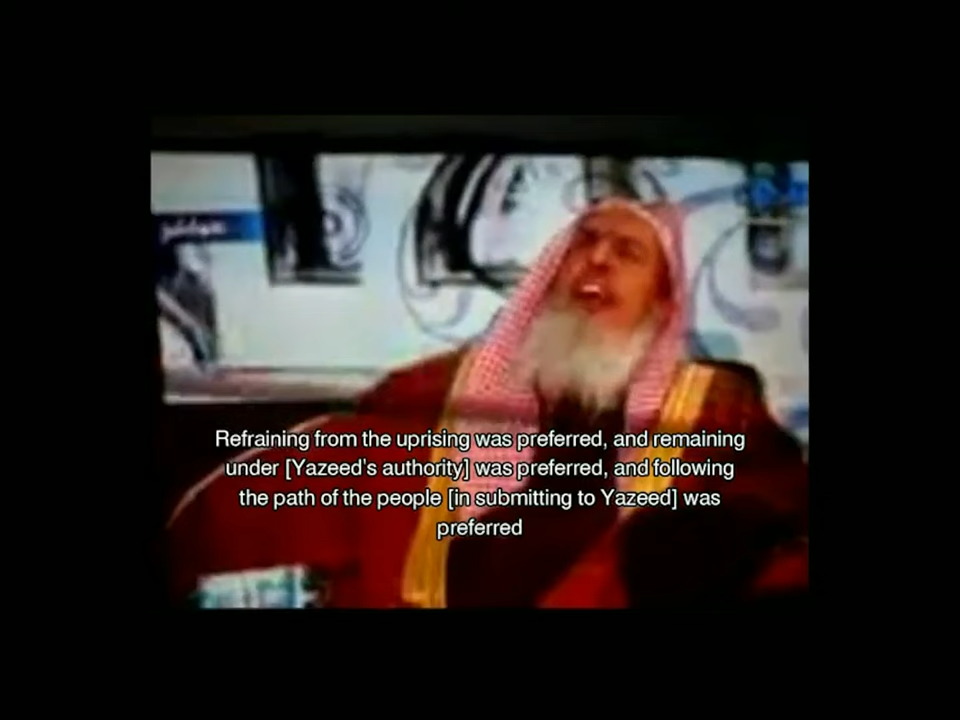 Refraining from the uprising was preferred, and remaining
under [Yazeed's authority] was preferred, and following
the path of the people [in submitting to Yazeed] was
preferred